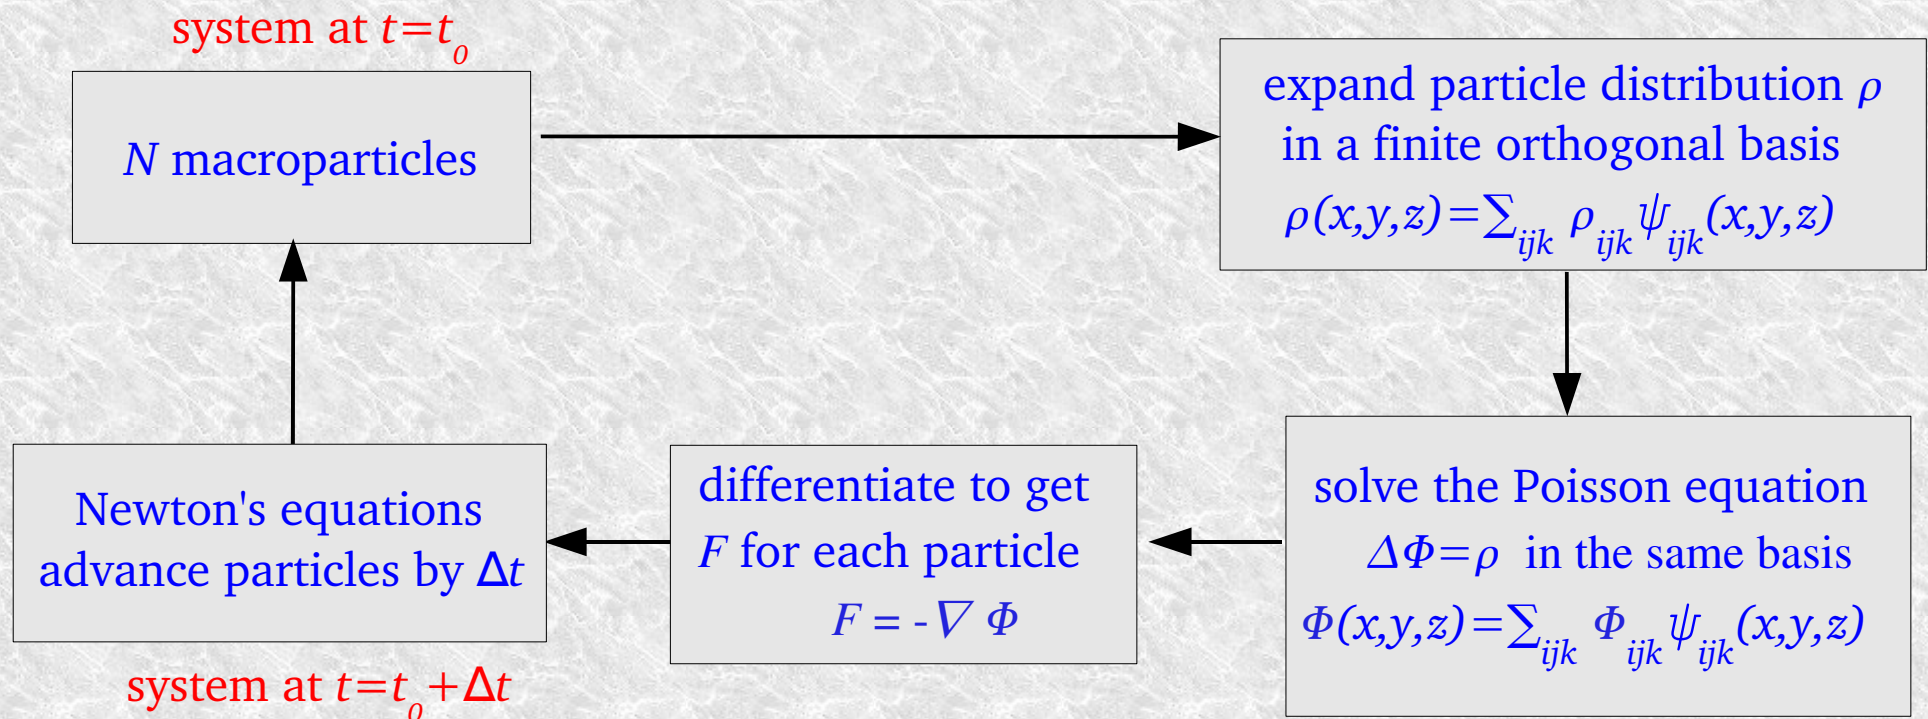 system at t=t₀
N macroparticles
expand particle distribution ρ
in a finite orthogonal basis
ρ(x,y,z)=∑ᵢⱼₖ ρᵢⱼₖ ψᵢⱼₖ(x,y,z)
solve the Poisson equation
ΔΦ=ρ in the same basis
Φ(x,y,z)=∑ᵢⱼₖ Φᵢⱼₖ ψᵢⱼₖ(x,y,z)
differentiate to get
F for each particle
F = -∇ Φ
Newton's equations
advance particles by Δt
system at t=t₀+Δt